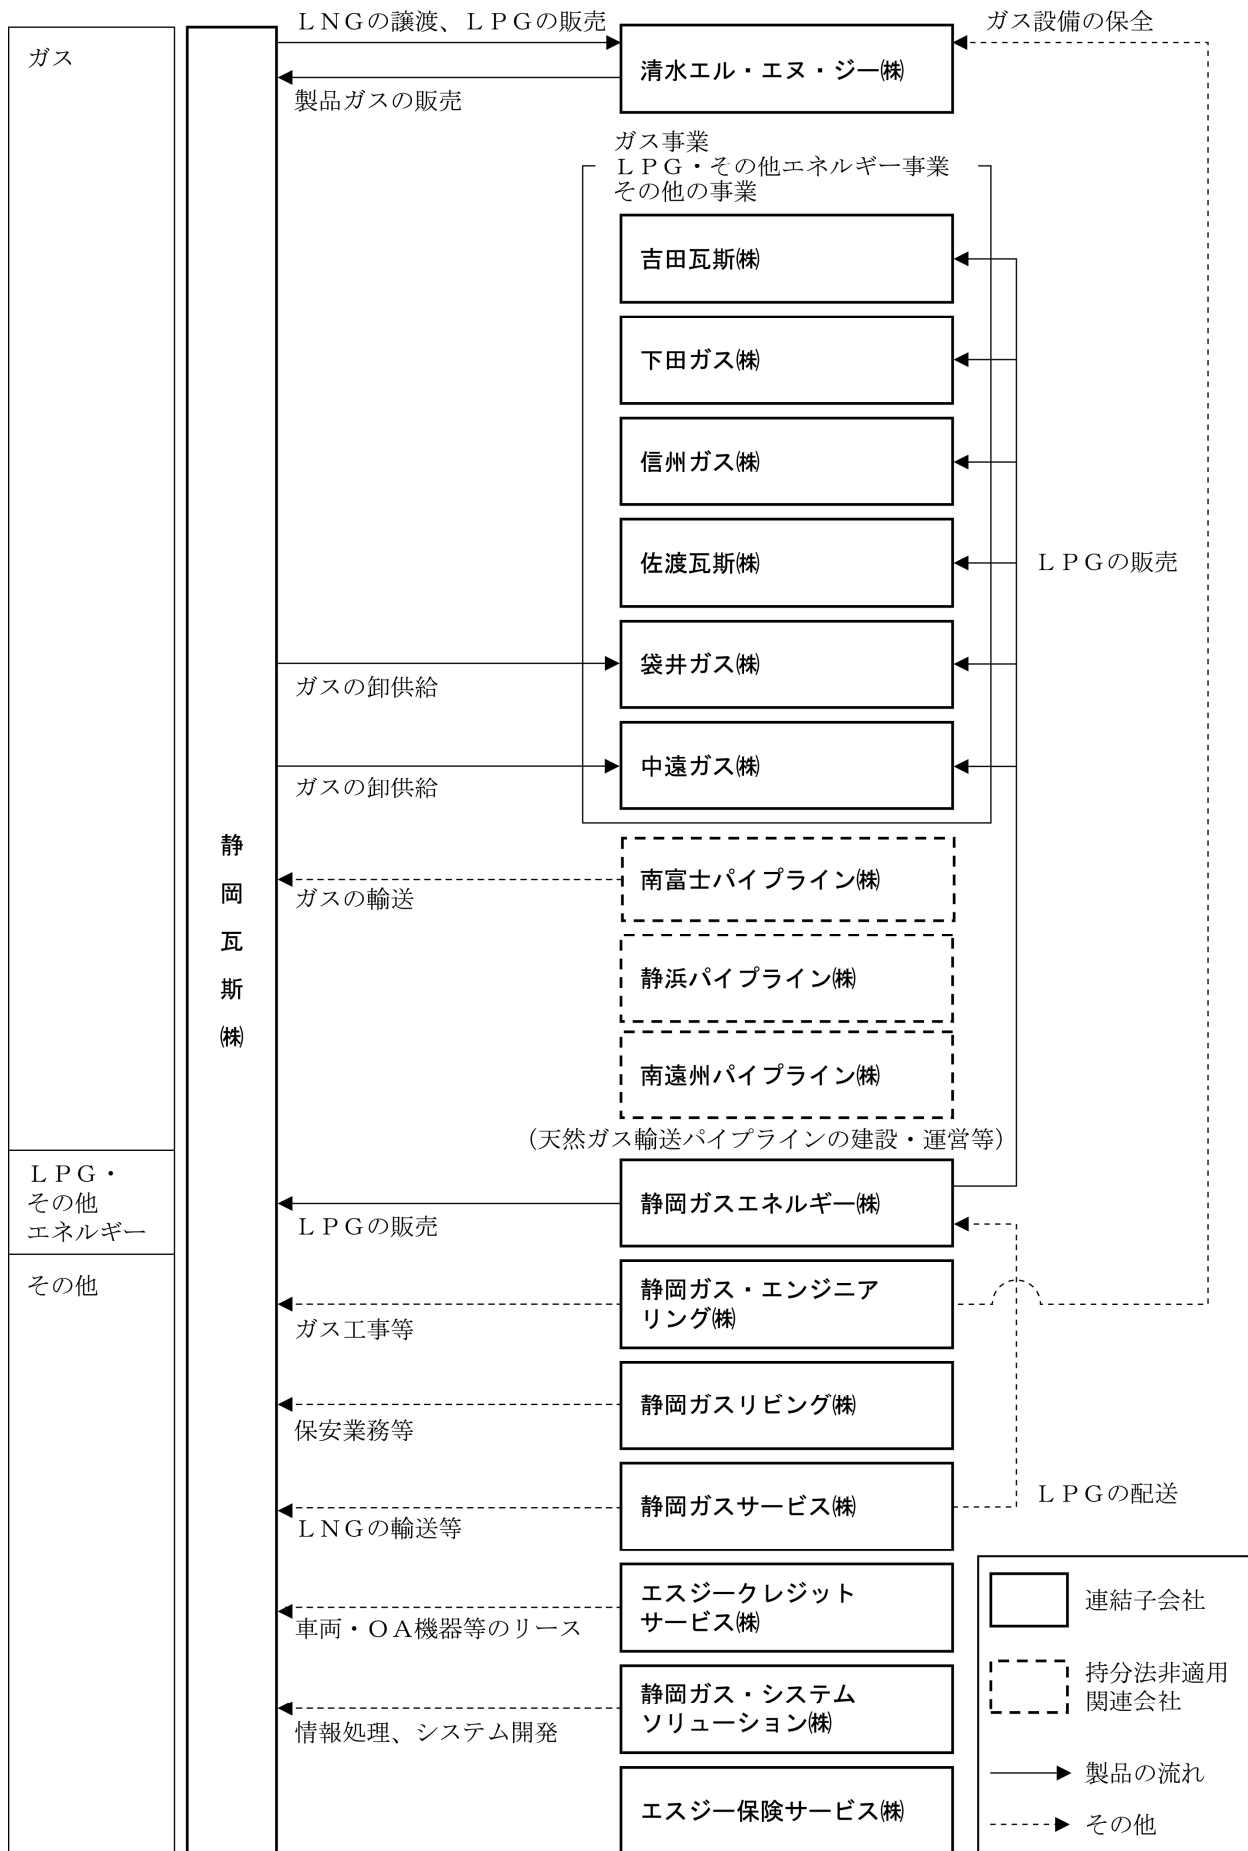 ガス
静岡瓦斯㈱
LNGの譲渡、LPGの販売
ガス設備の保全
清水エル・エヌ・ジー㈱
製品ガスの販売
ガス事業
LPG・その他エネルギー事業
その他の事業
吉田瓦斯㈱
下田ガス㈱
信州ガス㈱
佐渡瓦斯㈱
LPGの販売
袋井ガス㈱
ガスの卸供給
中遠ガス㈱
ガスの卸供給
南富士パイプライン㈱
ガスの輸送
静浜パイプライン㈱
南遠州パイプライン㈱
(天然ガス輸送パイプラインの建設・運営等)
LPG・
その他
エネルギー
静岡ガスエネルギー㈱
LPGの販売
その他
静岡ガス・エンジニア
リング㈱
ガス工事等
静岡ガスリビング㈱
保安業務等
静岡ガスサービス㈱
LPGの配送
LNGの輸送等
エスジークレジット
サービス㈱
車両・OA機器等のリース
静岡ガス・システム
ソリューション㈱
情報処理、システム開発
エスジー保険サービス㈱
連結子会社
持分法非適用
関連会社
製品の流れ
その他